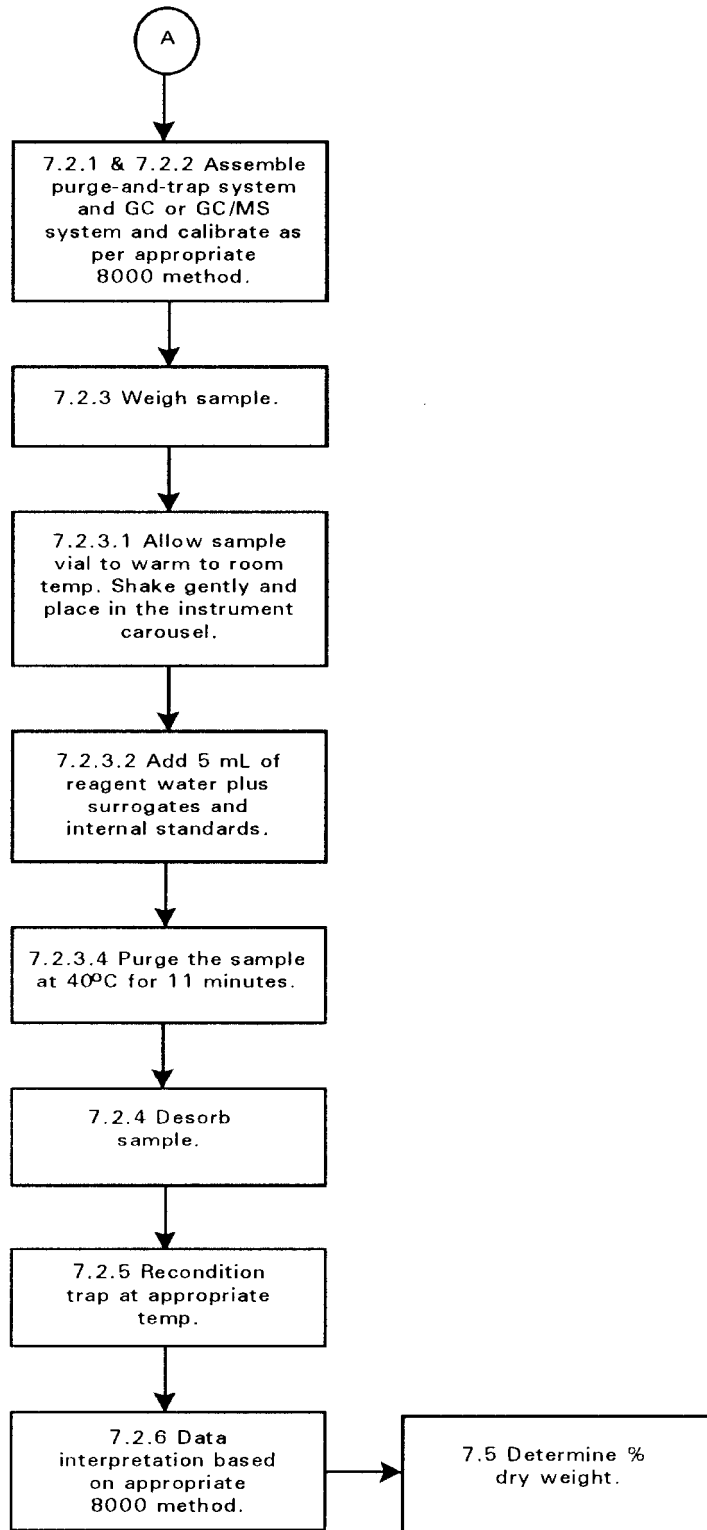 A
7.2.1 & 7.2.2 Assemble
purge-and-trap system
and GC or GC/MS
system and calibrate as
per appropriate
8000 method.
7.2.3 Weigh sample.
7.2.3.1 Allow sample
vial to warm to room
temp. Shake gently and
place in the instrument
carousel.
7.2.3.2 Add 5 mL of
reagent water plus
surrogates and
internal standards.
7.2.3.4 Purge the sample
at 40ºC for 11 minutes.
7.2.4 Desorb
sample.
7.2.5 Recondition
trap at appropriate
temp.
7.2.6 Data
interpretation based
on appropriate
8000 method.
7.5 Determine %
dry weight.